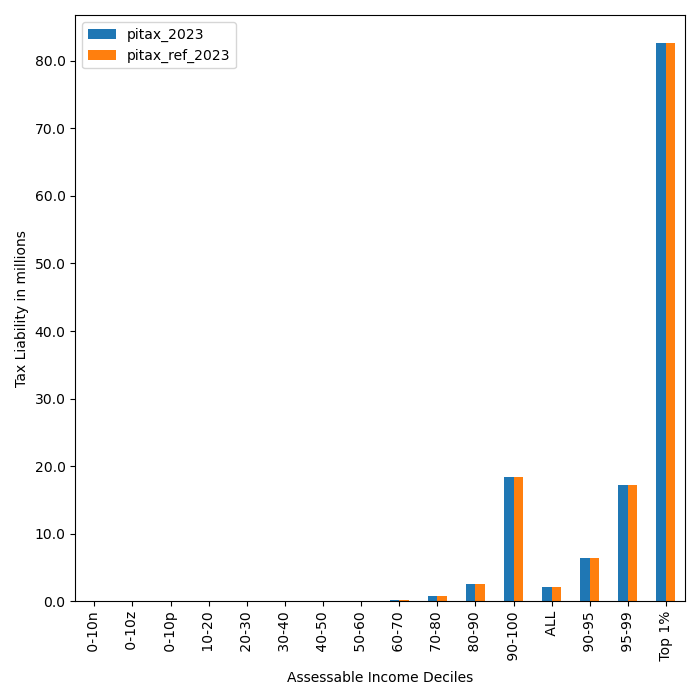 pitax_2023
pitax_ref_2023
Tax Liability in millions
80.0
70.0
60.0
50.0
40.0
30.0
20.0
10.0
0.0
0-10n
0-10z
0-10p
10-20
20-30
30-40
40-50
50-60
60-70
70-80
80-90
90-100
ALL
90-95
95-99
Top 1%
Assessable Income Deciles